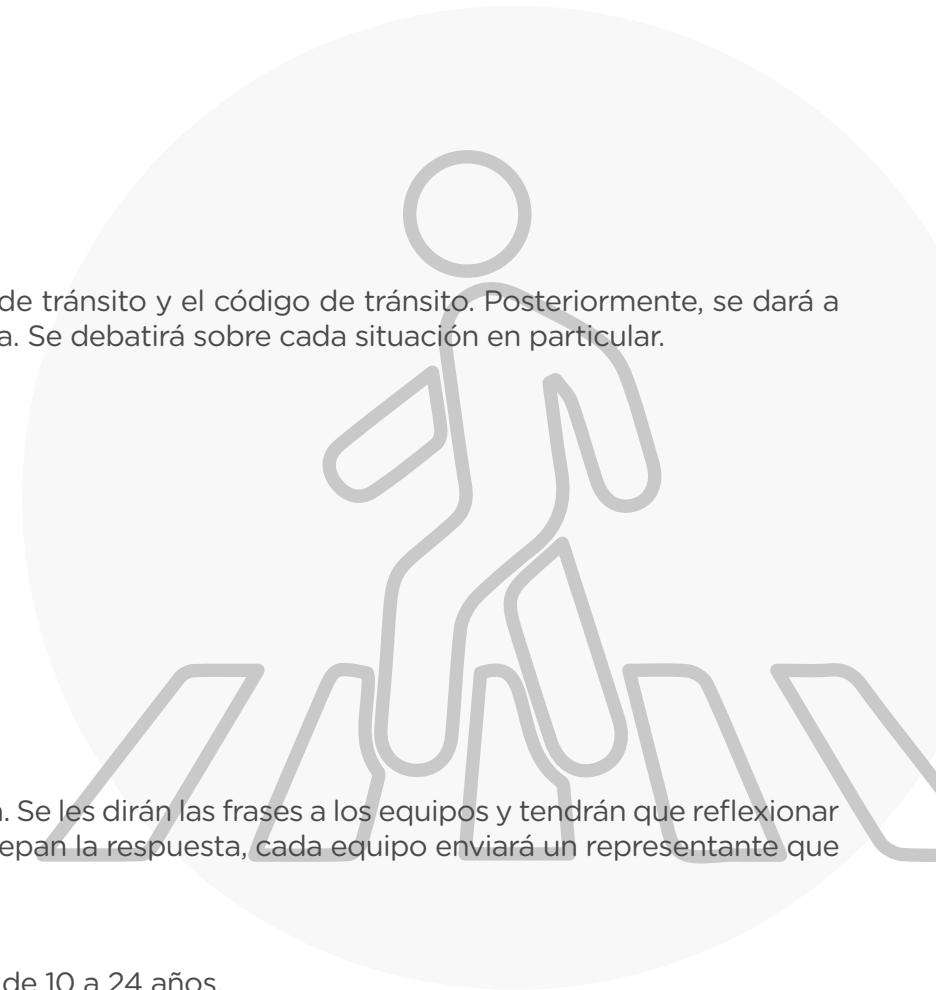 de tránsito y el código de tránsito. Posteriormente, se dará a
a. Se debatirá sobre cada situación en particular.
. Se les dirán las frases a los equipos y tendrán que reflexionar
epan la respuesta, cada equipo enviará un representante que
de 10 a 24 años.